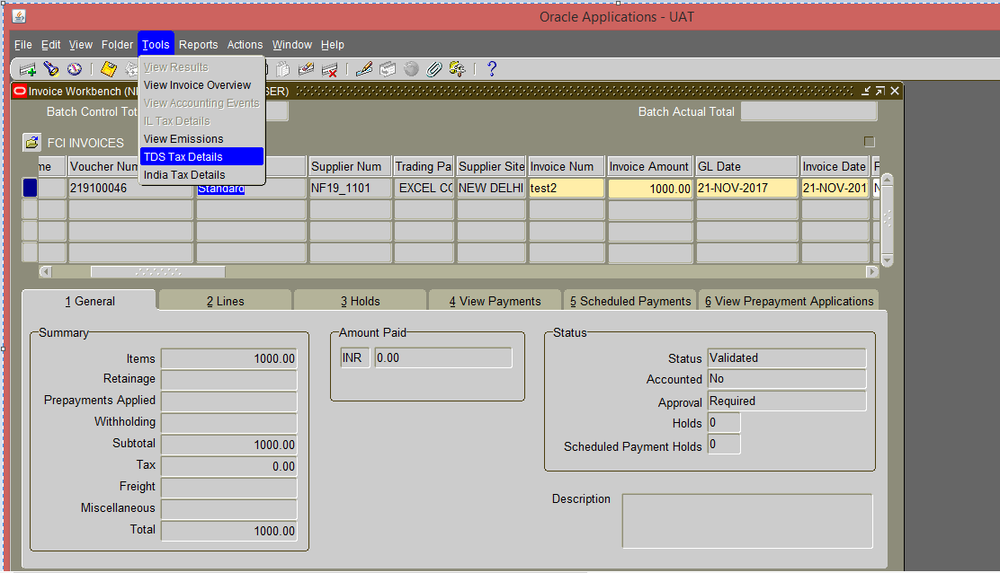 Oracle Applications - UAT
File Edit View Folder Tools Reports Actions Window Help
View Results
View Invoice Overview
View Accounting Events
IL Tax Details
View Emissions
TDS Tax Details
India Tax Details
Invoice Workbench (N SER)
Batch Control Tot
Batch Actual Total
FCI INVOICES
me Voucher Num Supplier Num Trading Pa Supplier Site Invoice Num Invoice Amount GL Date Invoice Date
219100046 Standard NF19_1101 EXCEL CO NEW DELHI test2 1000.00 21-NOV-2017 21-NOV-201
1 General 2 Lines 3 Holds 4 View Payments 5 Scheduled Payments 6 View Prepayment Applications
Summary
Items 1000.00
Retainage
Prepayments Applied
Withholding
Subtotal 1000.00
Tax 0.00
Freight
Miscellaneous
Total 1000.00
Amount Paid
INR 0.00
Status
Status Validated
Accounted No
Approval Required
Holds 0
Scheduled Payment Holds 0
Description